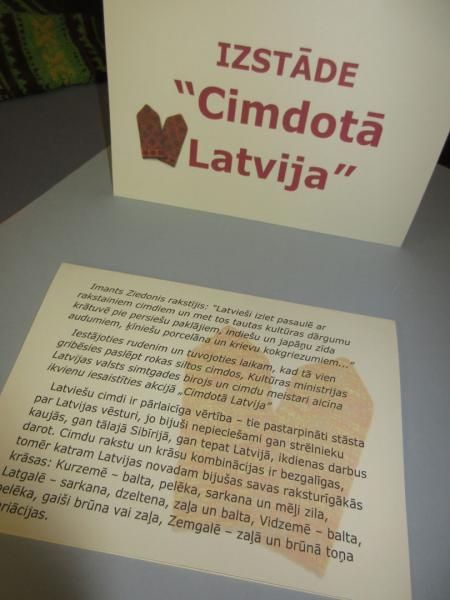 IZSTĀDE
“Cimdotā
Latvija”
Imants Ziedonis rakstījis: "Latvieši iziet pasaulē ar
rakstainiem cimdiem un met tos tautas kultūras dārgumu
krātuvē pie persiešu paklājiem, indiešu un japāņu zīda
audumiem, ķīniešu porcelāna un krievu kokgriezumiem..."
Iestājoties rudenim un tuvojoties laikam, kad tā vien
gribēsies paslēpt rokas siltos cimdos, Kultūras ministrijas
Latvijas valsts simtgades birojs un cimdu meistari aicina
ikvienu iesaistīties akcijā „Cimdotā Latvija"
Latviešu cimdi ir pārlaicīga vērtība – tie pastarpināti stāsta
par Latvijas vēsturi, jo bijuši nepieciešami gan strēlnieku
kaujās, gan tālajā Sibīrijā, gan tepat Latvijā, ikdienas darbus
darot. Cimdu rakstu un krāsu kombinācijas ir bezgalīgas,
tomēr katram Latvijas novadam bijušas savas raksturīgākās
krāsas: Kurzemē – balta, pelēka, sarkana un mēļi zila,
Latgalē – sarkana, dzeltena, zaļa un balta, Vidzemē – balta,
pelēka, gaiši brūna vai zaļa, Zemgalē – zaļā un brūnā toņa
variācijas.